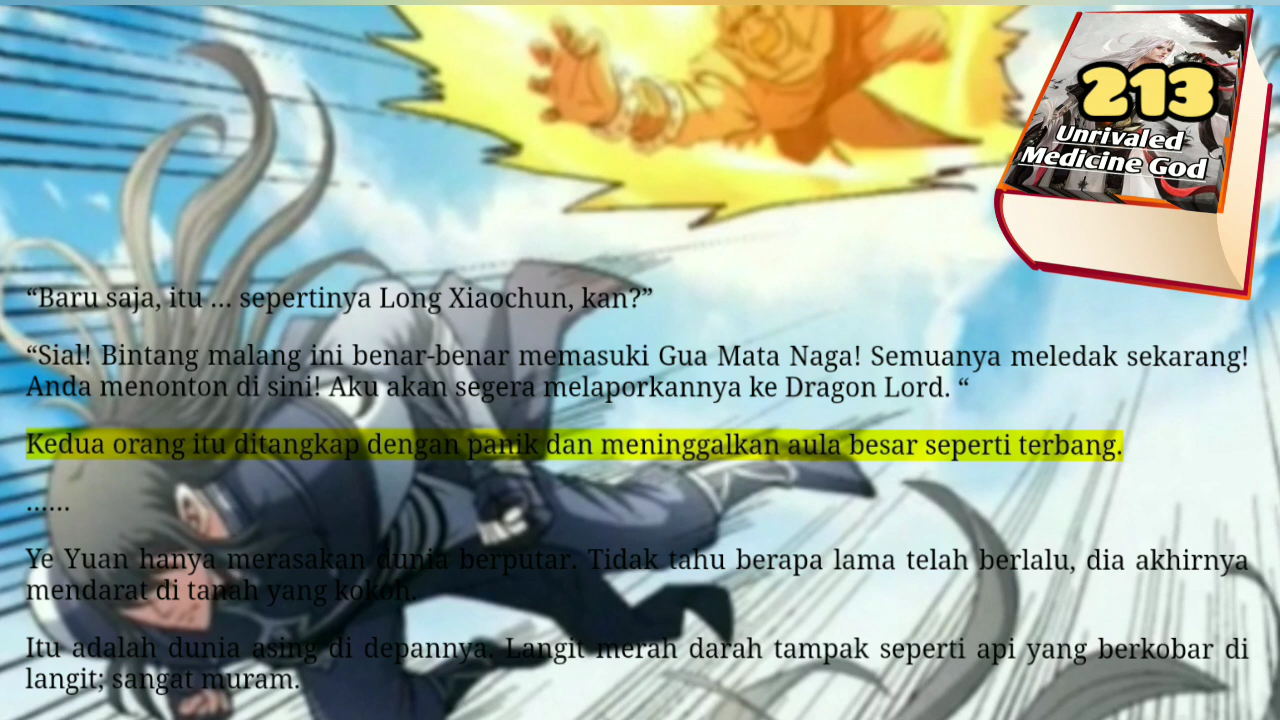 213
Unrivaled
Medicine God
“Baru saja, itu ... sepertinya Long Xiaochun, kan?”
“Sial! Bintang malang ini benar-benar memasuki Gua Mata Naga! Semuanya meledak sekarang!
Anda menonton di sini! Aku akan segera melaporkannya ke Dragon Lord. “
Kedua orang itu ditangkap dengan panik dan meninggalkan aula besar seperti terbang.
......
Ye Yuan hanya merasakan dunia berputar. Tidak tahu berapa lama telah berlalu, dia akhirnya
mendarat di tanah yang kokoh.
Itu adalah dunia asing di depannya. Langit merah darah tampak seperti api yang berkobar di
langit; sangat muram.